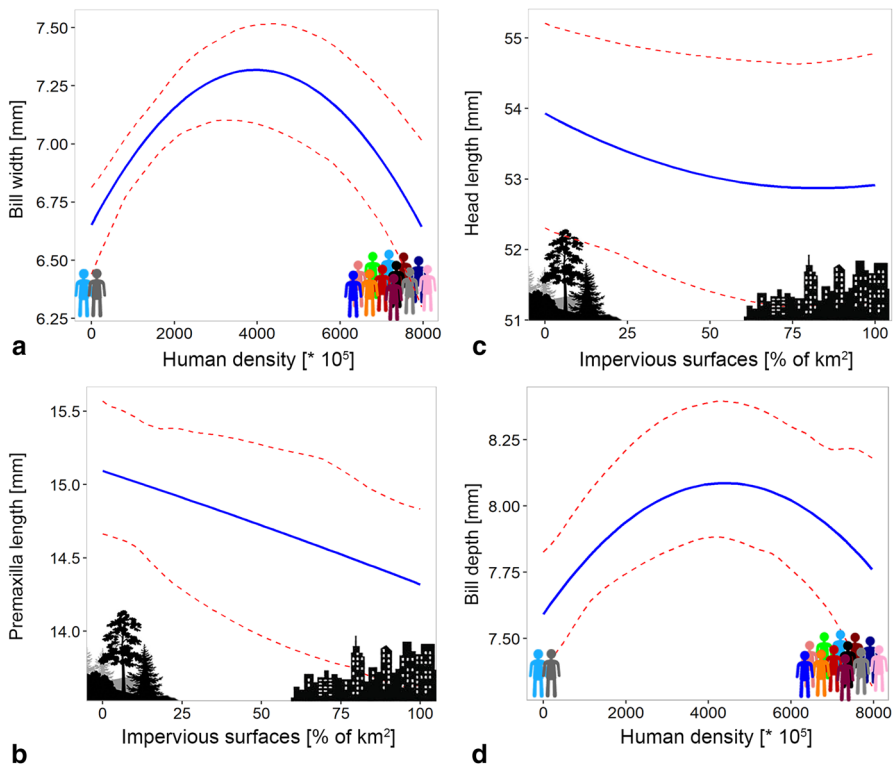 7.50
7.25
7.00
6.75
6.50
6.25
Bill width [mm]
0 2000 4000 6000 8000
Human density [* 10⁵]
a
55
54
53
52
51
Head length [mm]
0 25 50 75 100
Impervious surfaces [% of km²]
c
15.5
15.0
14.5
14.0
Premaxilla length [mm]
0 25 50 75 100
Impervious surfaces [% of km²]
b
8.25
8.00
7.75
7.50
Bill depth [mm]
0 2000 4000 6000 8000
Human density [* 10⁵]
d